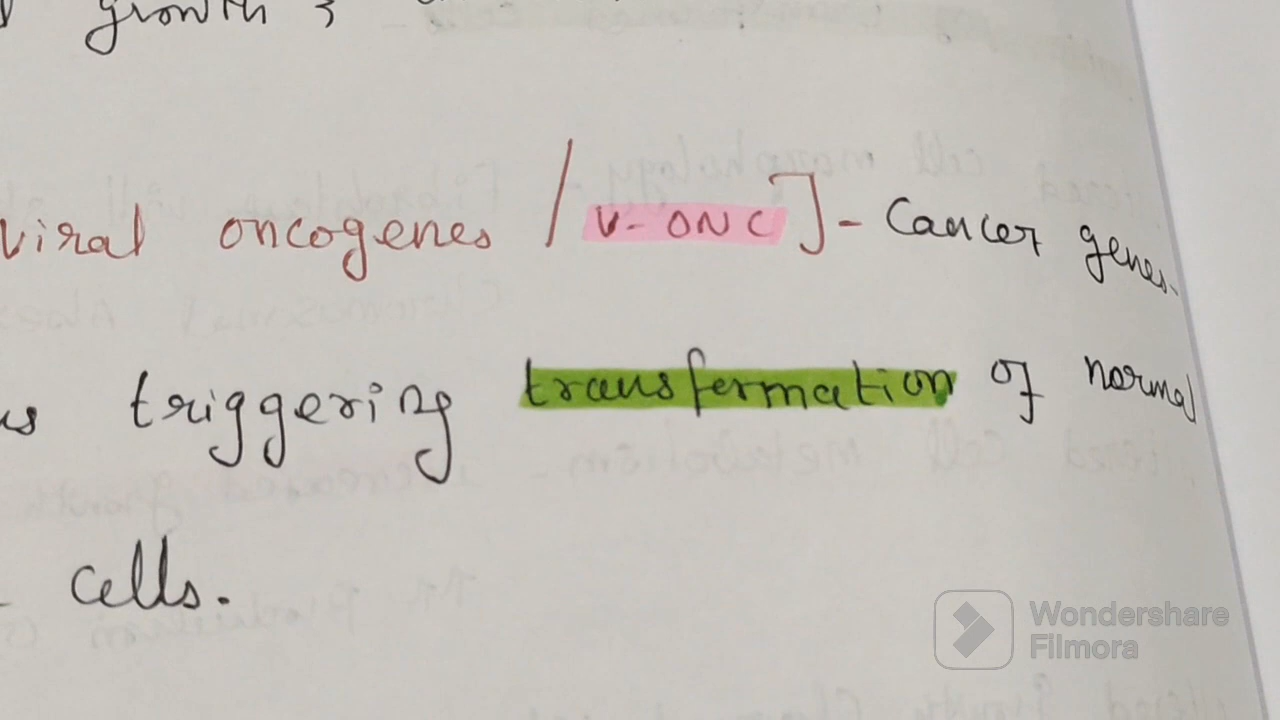 growth &
viral oncogenes [V-ONC] - Cancer genes.
triggering transformation of normal
cells.
Wondershare
Filmora